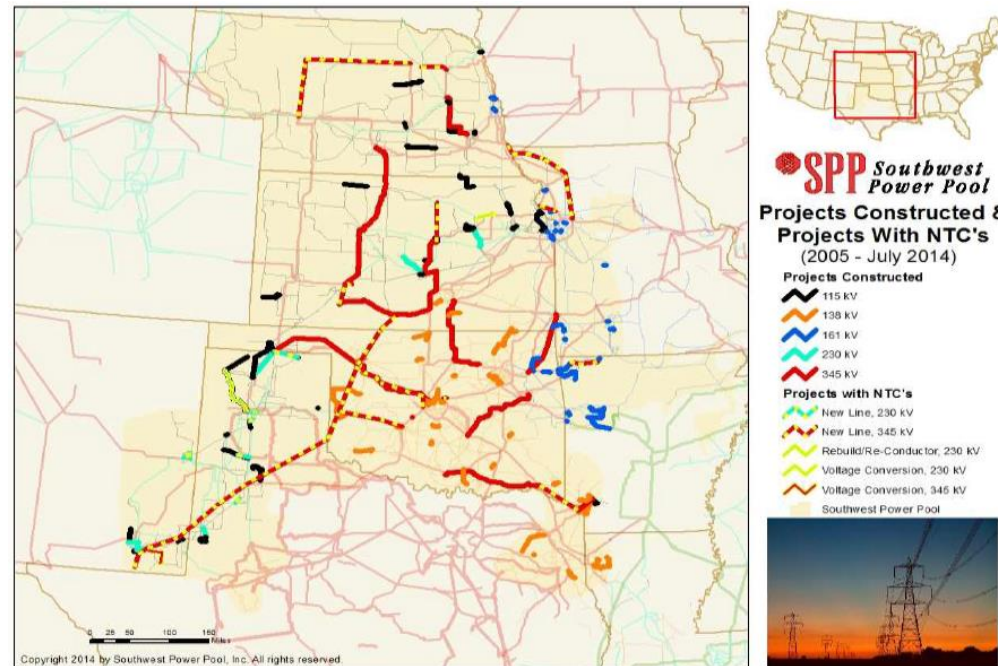 SPP Southwest
Power Pool
Projects Constructed &
Projects With NTC's
(2005 - July 2014)
Projects Constructed
115 kV
138 kV
161 kV
230 kV
345 kV
Projects with NTC's
New Line, 230 kV
New Line, 345 kV
Rebuild/Re-Conductor, 230 kV
Voltage Conversion, 230 kV
Voltage Conversion, 345 kV
Southwest Power Pool
0 25 50 100 150
Miles
Copyright 2014 by Southwest Power Pool, Inc. All rights reserved.